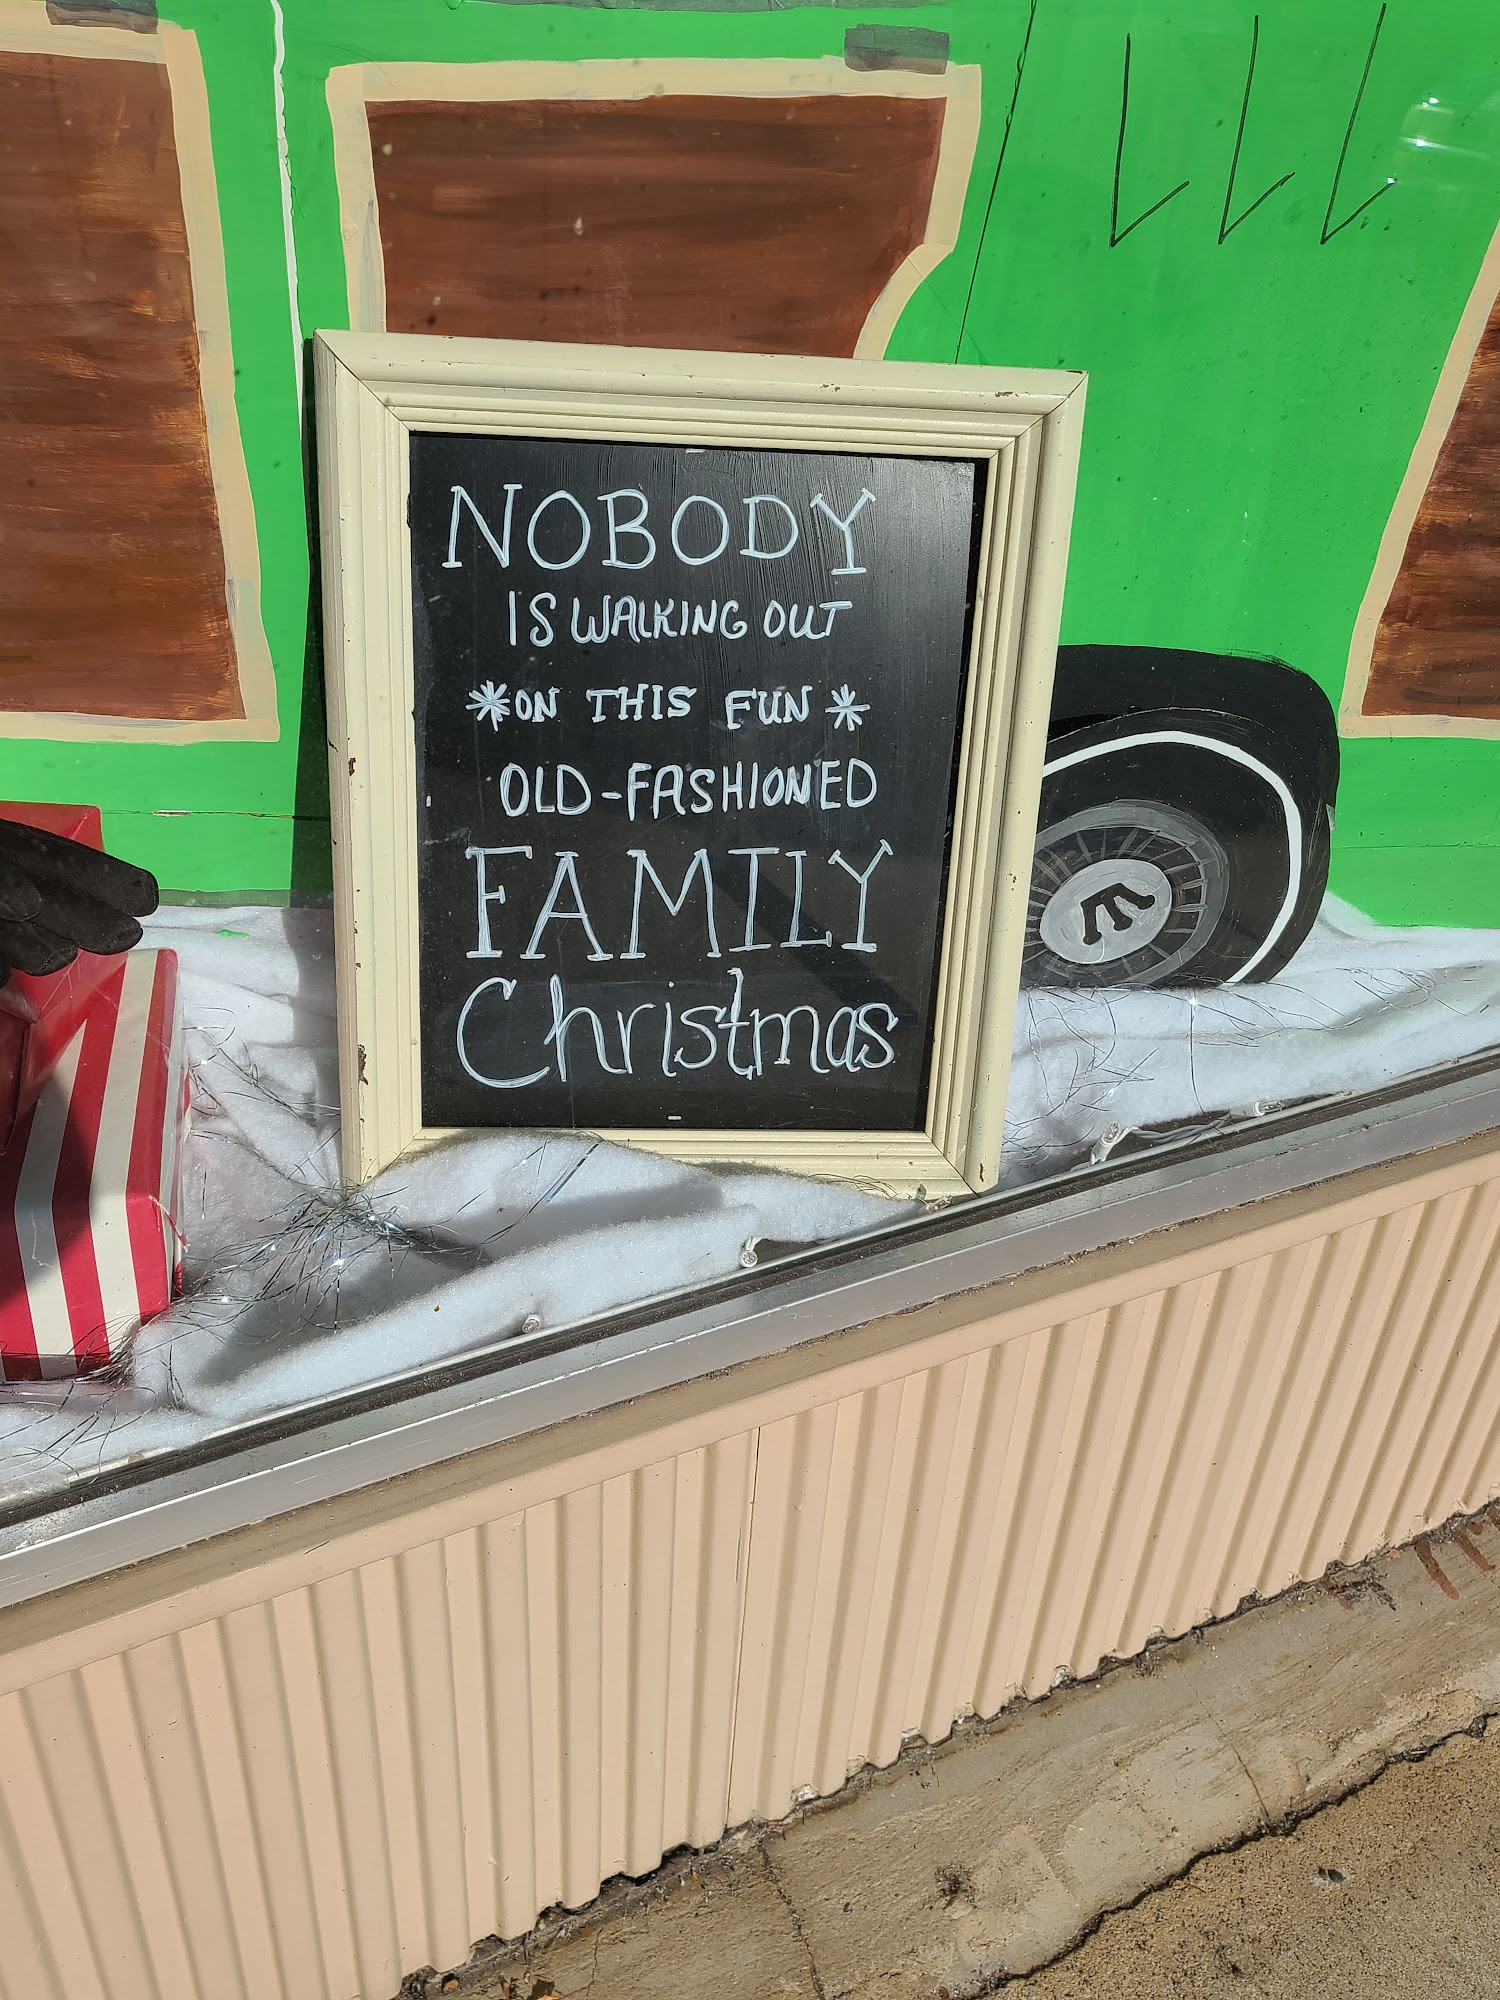 NOBODY
IS WALKING OUT
*ON THIS FUN*
OLD-FASHIONED
FAMILY
Christmas